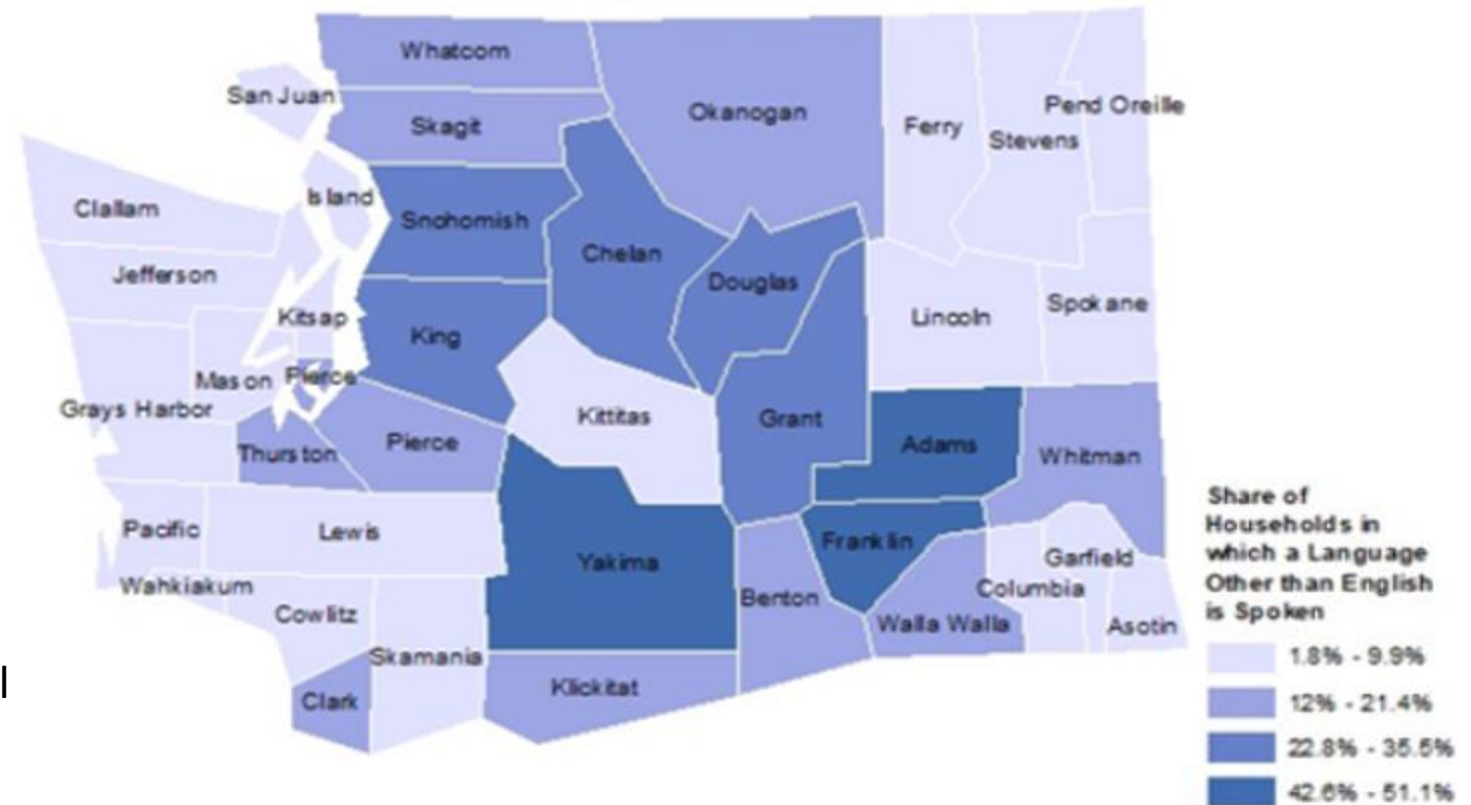 Whatcom
San Juan
Okanogan
Pend Oreille
Skagit
Ferry
Stevens
Island
Clallam
Snohomish
Chelan
Jefferson
Douglas
Kitsap
King
Lincoln
Spokane
Mason
Pierce
Grays Harbor
Kittitas
Grant
Thurston
Pierce
Adams
Whitman
Pacific
Lewis
Franklin
Yakima
Garfield
Wahkiakum
Columbia
Benton
Cowlitz
Walla Walla
Asotin
Skamania
Klickitat
Clark
Share of
Households in
which a Language
Other than English
is Spoken
1.8% - 9.9%
12% - 21.4%
22.8% - 35.5%
42.6% - 51.1%